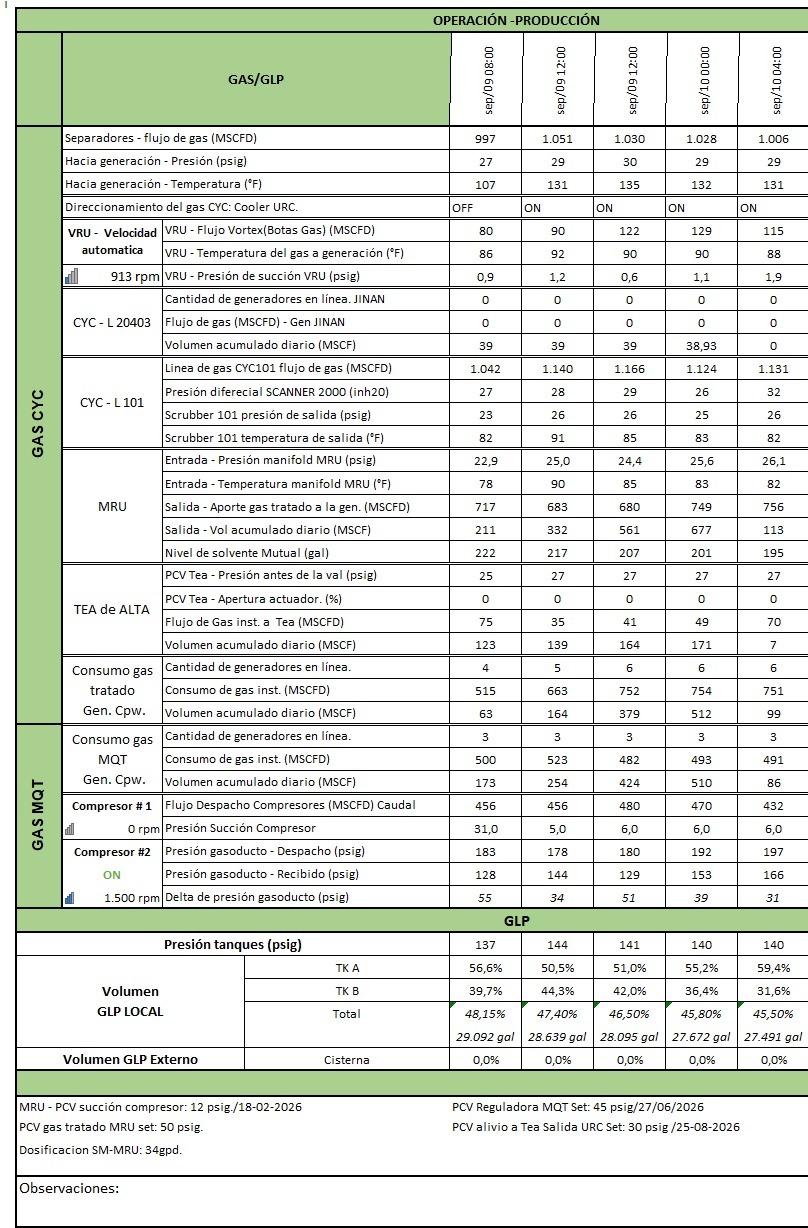 OPERACIÓN -PRODUCCIÓN
GAS/GLP sep/09 08:00 sep/09 12:00 sep/09 12:00 sep/10 00:00 sep/10 04:00
GAS CYC
Separadores - flujo de gas (MSCFD) 997 1.051 1.030 1.028 1.006
Hacia generación - Presión (psig) 27 29 30 29 29
Hacia generación - Temperatura (°F) 107 131 135 132 131
Direccionamiento del gas CYC: Cooler URC. OFF ON ON ON ON
VRU - Velocidad automatica
913 rpm
VRU - Flujo Vortex(Botas Gas) (MSCFD) 80 90 122 129 115
VRU - Temperatura del gas a generación (°F) 86 92 90 90 88
VRU - Presión de succión VRU (psig) 0,9 1,2 0,6 1,1 1,9
CYC - L 20403
Cantidad de generadores en línea. JINAN 0 0 0 0 0
Flujo de gas (MSCFD) - Gen JINAN 0 0 0 0 0
Volumen acumulado diario (MSCF) 39 39 39 38,93 0
CYC - L 101
Linea de gas CYC101 flujo de gas (MSCFD) 1.042 1.140 1.166 1.124 1.131
Presión diferecial SCANNER 2000 (inh20) 27 28 29 26 32
Scrubber 101 presión de salida (psig) 23 26 26 25 26
Scrubber 101 temperatura de salida (°F) 82 91 85 83 82
MRU
Entrada - Presión manifold MRU (psig) 22,9 25,0 24,4 25,6 26,1
Entrada - Temperatura manifold MRU (°F) 78 90 85 83 82
Salida - Aporte gas tratado a la gen. (MSCFD) 717 683 680 749 756
Salida - Vol acumulado diario (MSCF) 211 332 561 677 113
Nivel de solvente Mutual (gal) 222 217 207 201 195
TEA de ALTA
PCV Tea - Presión antes de la val (psig) 25 27 27 27 27
PCV Tea - Apertura actuador. (%) 0 0 0 0 0
Flujo de Gas inst. a Tea (MSCFD) 75 35 41 49 70
Volumen acumulado diario (MSCF) 123 139 164 171 7
Consumo gas tratado Gen. Cpw.
Cantidad de generadores en línea. 4 5 6 6 6
Consumo de gas inst. (MSCFD) 515 663 752 754 751
Volumen acumulado diario (MSCF) 63 164 379 512 99
GAS MQT
Consumo gas MQT Gen. Cpw.
Cantidad de generadores en línea. 3 3 3 3 3
Consumo de gas inst. (MSCFD) 500 523 482 493 491
Volumen acumulado diario (MSCF) 173 254 424 510 86
Compresor # 1
0 rpm
Flujo Despacho Compresores (MSCFD) Caudal 456 456 480 470 432
Presión Succión Compresor 31,0 5,0 6,0 6,0 6,0
Compresor #2
ON
1.500 rpm
Presión gasoducto - Despacho (psig) 183 178 180 192 197
Presión gasoducto - Recibido (psig) 128 144 129 153 166
Delta de presión gasoducto (psig) 55 34 51 39 31
GLP
Presión tanques (psig) 137 144 141 140 140
Volumen GLP LOCAL
TK A 56,6% 50,5% 51,0% 55,2% 59,4%
TK B 39,7% 44,3% 42,0% 36,4% 31,6%
Total 48,15% 47,40% 46,50% 45,80% 45,50%
29.092 gal 28.639 gal 28.095 gal 27.672 gal 27.491 gal
Volumen GLP Externo Cisterna 0,0% 0,0% 0,0% 0,0% 0,0%
MRU - PCV succión compresor: 12 psig./18-02-2026 PCV Reguladora MQT Set: 45 psig/27/06/2026
PCV gas tratado MRU set: 50 psig. PCV alivio a Tea Salida URC Set: 30 psig /25-08-2026
Dosificacion SM-MRU: 34gpd.
Observaciones: